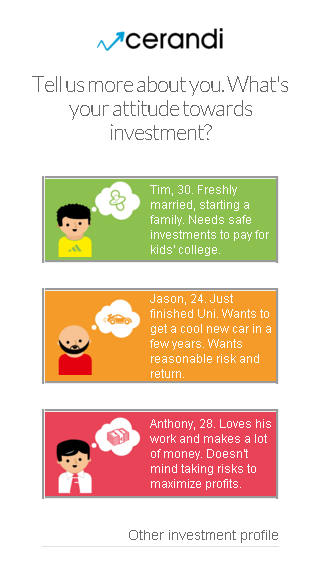 cerandi
Tell us more about you. What's
your attitude towards
investment?
Tim, 30. Freshly
married, starting a
family. Needs safe
investments to pay for
kids' college.
Jason, 24. Just
finished Uni. Wants to
get a cool new car in a
few years. Wants
reasonable risk and
return.
Anthony, 28. Loves his
work and makes a lot
of money. Doesn't
mind taking risks to
maximize profits.
Other investment profile